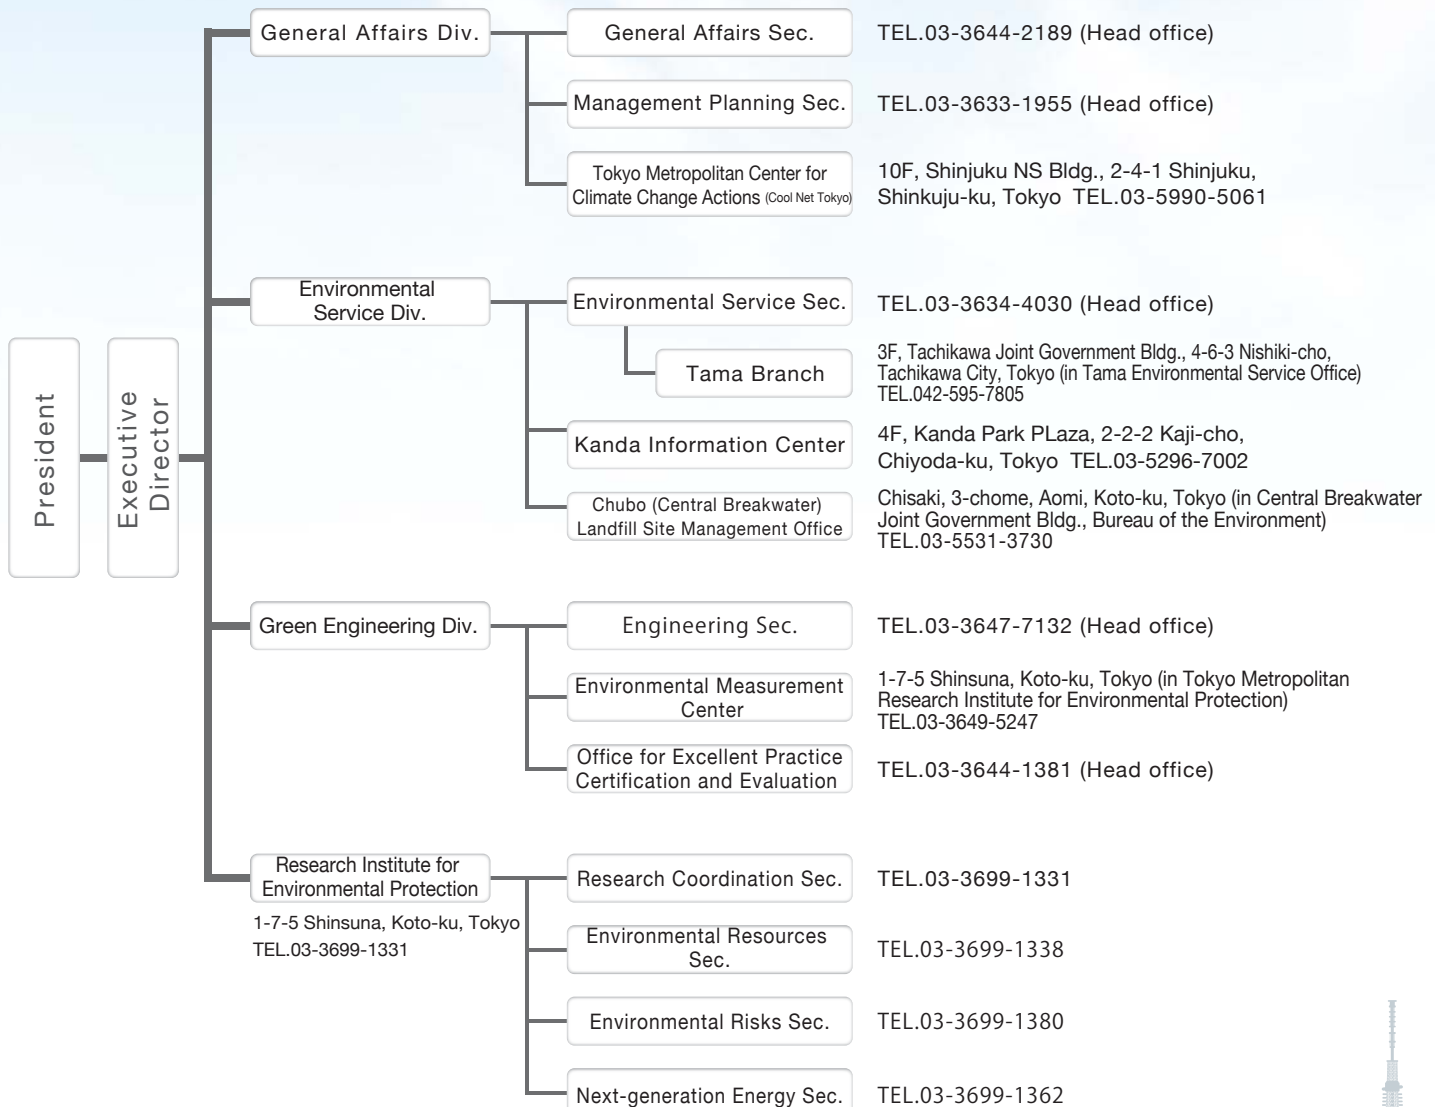 General Affairs Div.
General Affairs Sec.
TEL.03-3644-2189 (Head office)
Management Planning Sec.
TEL.03-3633-1955 (Head office)
Tokyo Metropolitan Center for
Climate Change Actions (Cool Net Tokyo)
10F, Shinjuku NS Bldg., 2-4-1 Shinjuku,
Shinkuju-ku, Tokyo TEL.03-5990-5061
President
Executive
Director
Environmental
Service Div.
Environmental Service Sec.
TEL.03-3634-4030 (Head office)
Tama Branch
3F, Tachikawa Joint Government Bldg., 4-6-3 Nishiki-cho,
Tachikawa City, Tokyo (in Tama Environmental Service Office)
TEL.042-595-7805
Kanda Information Center
4F, Kanda Park PLaza, 2-2-2 Kaji-cho,
Chiyoda-ku, Tokyo TEL.03-5296-7002
Chubo (Central Breakwater)
Landfill Site Management Office
Chisaki, 3-chome, Aomi, Koto-ku, Tokyo (in Central Breakwater
Joint Government Bldg., Bureau of the Environment)
TEL.03-5531-3730
Green Engineering Div.
Engineering Sec.
TEL.03-3647-7132 (Head office)
Environmental Measurement
Center
1-7-5 Shinsuna, Koto-ku, Tokyo (in Tokyo Metropolitan
Research Institute for Environmental Protection)
TEL.03-3649-5247
Office for Excellent Practice
Certification and Evaluation
TEL.03-3644-1381 (Head office)
Research Institute for
Environmental Protection
1-7-5 Shinsuna, Koto-ku, Tokyo
TEL.03-3699-1331
Research Coordination Sec.
TEL.03-3699-1331
Environmental Resources
Sec.
TEL.03-3699-1338
Environmental Risks Sec.
TEL.03-3699-1380
Next-generation Energy Sec.
TEL.03-3699-1362